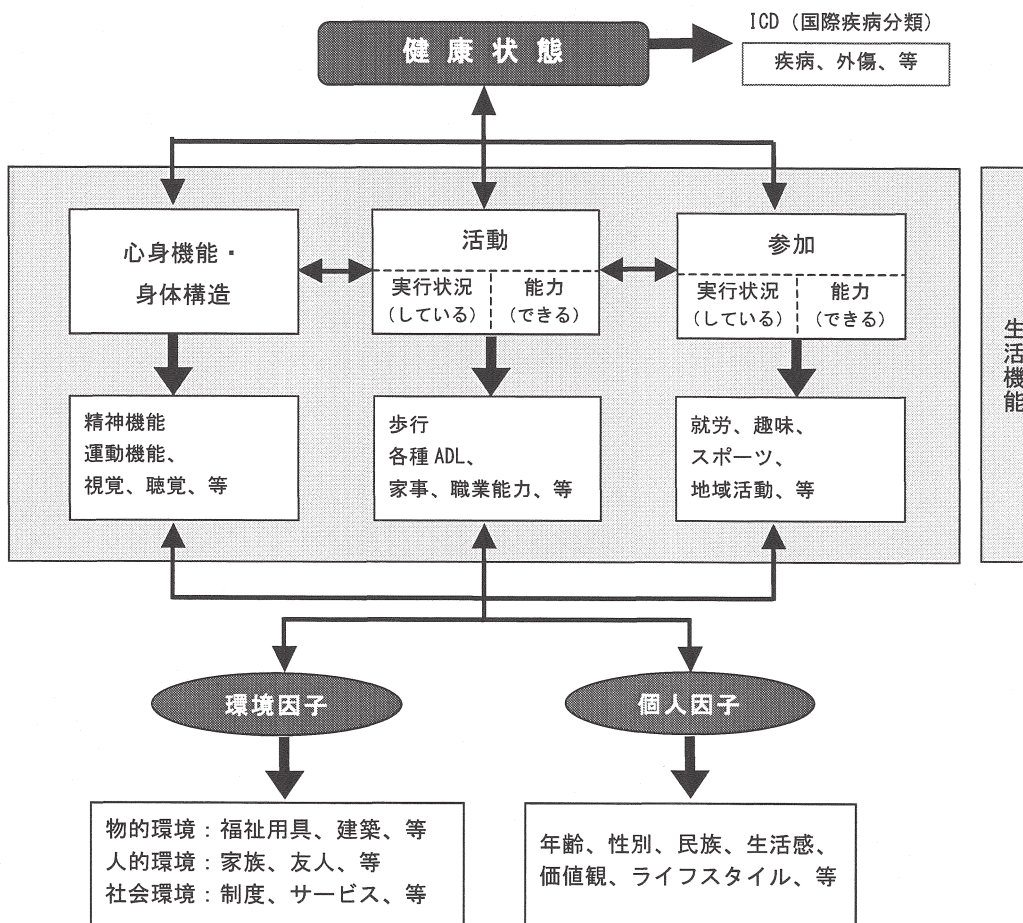 ICD（国際疾病分類）
健康状態
疾病、外傷、等
心身機能・
身体構造
活動
実行状況
（している）
能力
（できる）
参加
実行状況
（している）
能力
（できる）
生活機能
精神機能
運動機能、
視覚、聴覚、等
歩行
各種ADL、
家事、職業能力、等
就労、趣味、
スポーツ、
地域活動、等
環境因子
個人因子
物的環境：福祉用具、建築、等
人的環境：家族、友人、等
社会環境：制度、サービス、等
年齢、性別、民族、生活感、
価値観、ライフスタイル、等